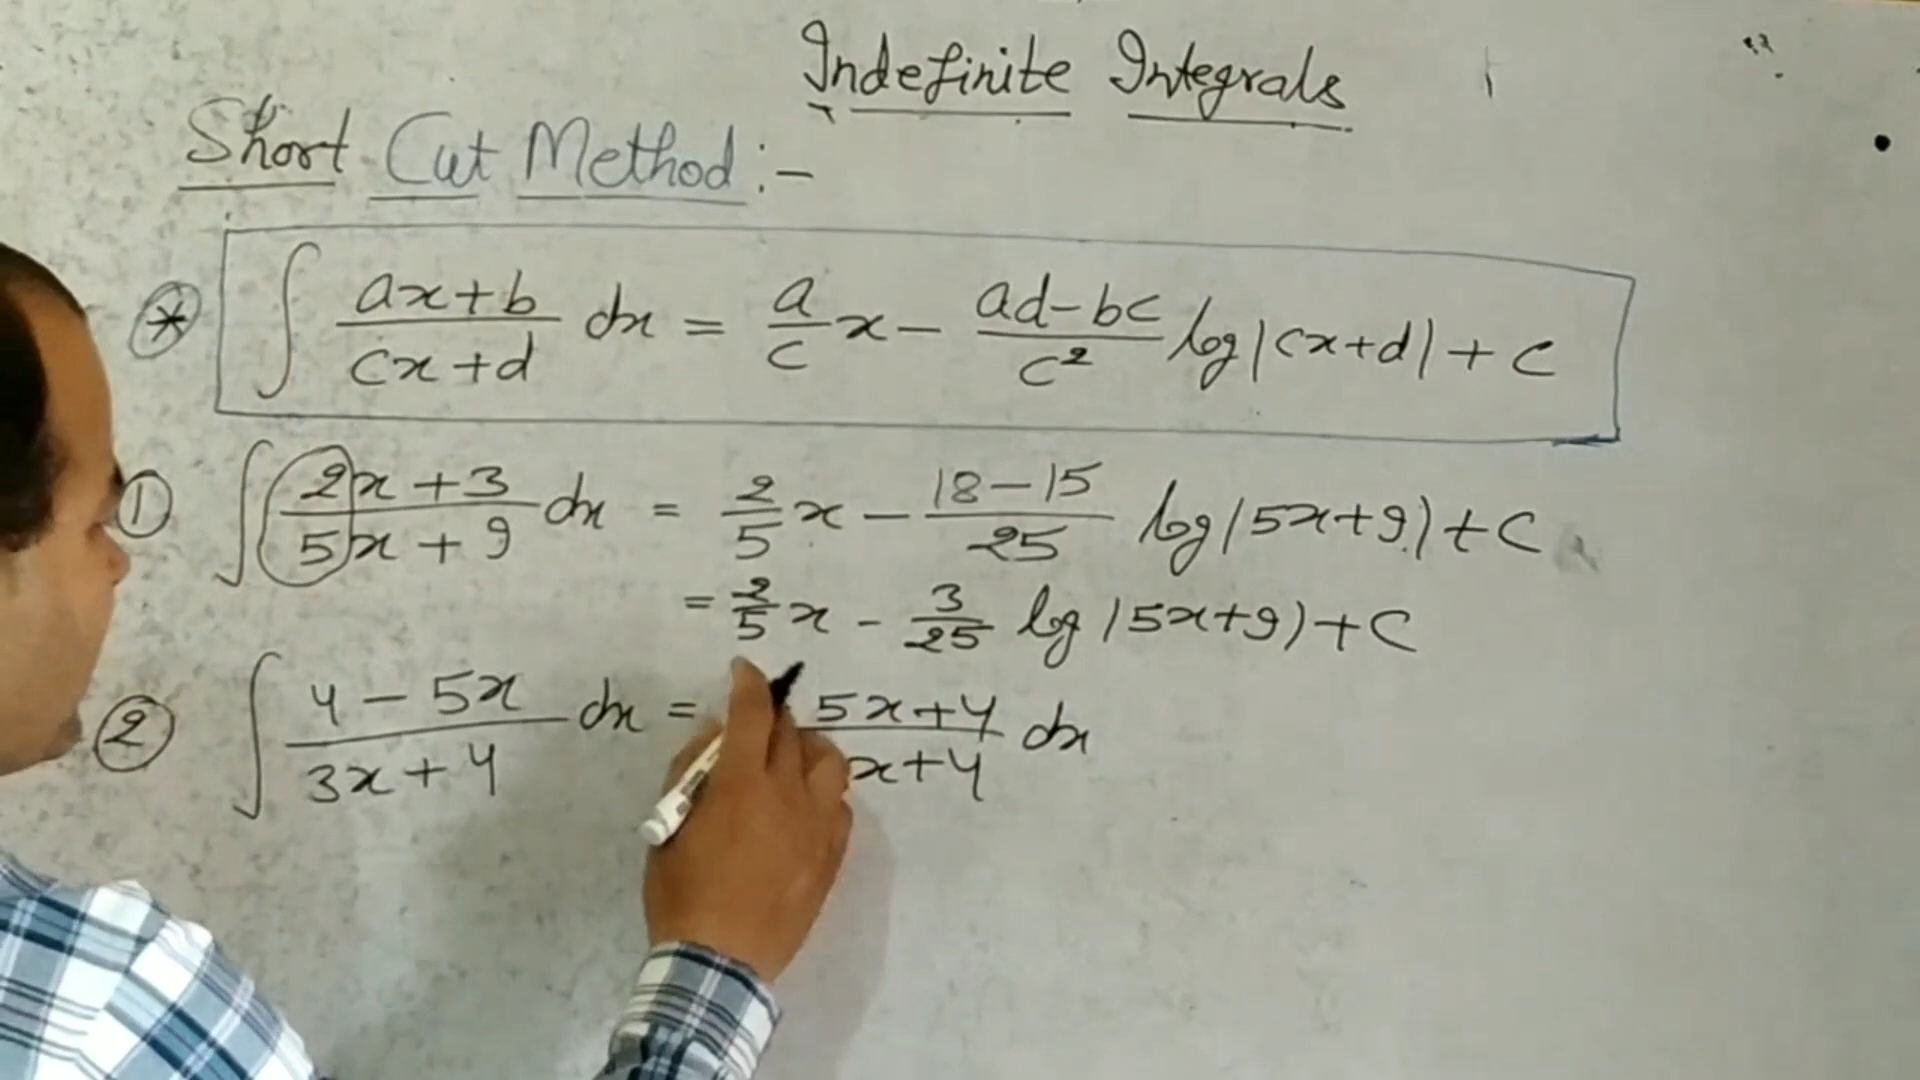 Indefinite Integrals
Short Cut Method :-
* ∫ (ax+b)/(cx+d) dx = a/c x - (ad-bc)/c² log|cx+d| + c
① ∫ (2x+3)/(5x+9) dx = 2/5 x - (18-15)/25 log|5x+9| + C
= 2/5 x - 3/25 log|5x+9| + C
② ∫ (4-5x)/(3x+4) dx = 5x+4 / x+4 dx